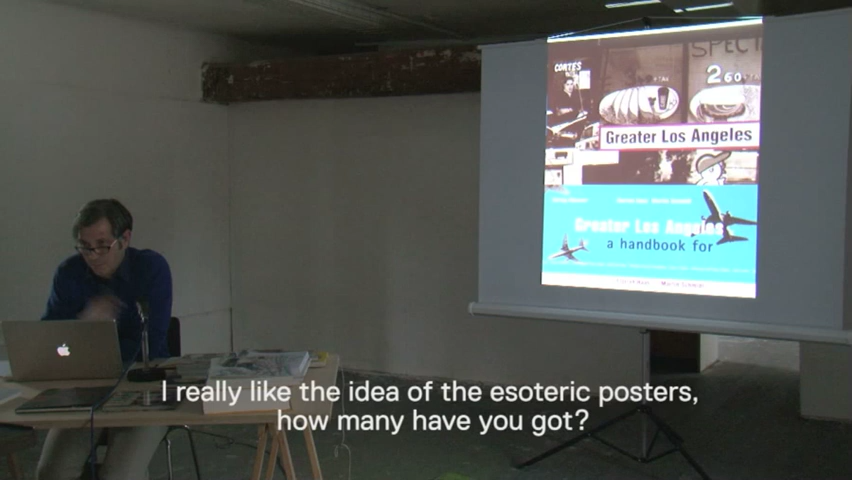 SPECT
CORTES
2 60
Greater Los Angeles
Greater Los Angeles
a handbook for
I really like the idea of the esoteric posters,
how many have you got?